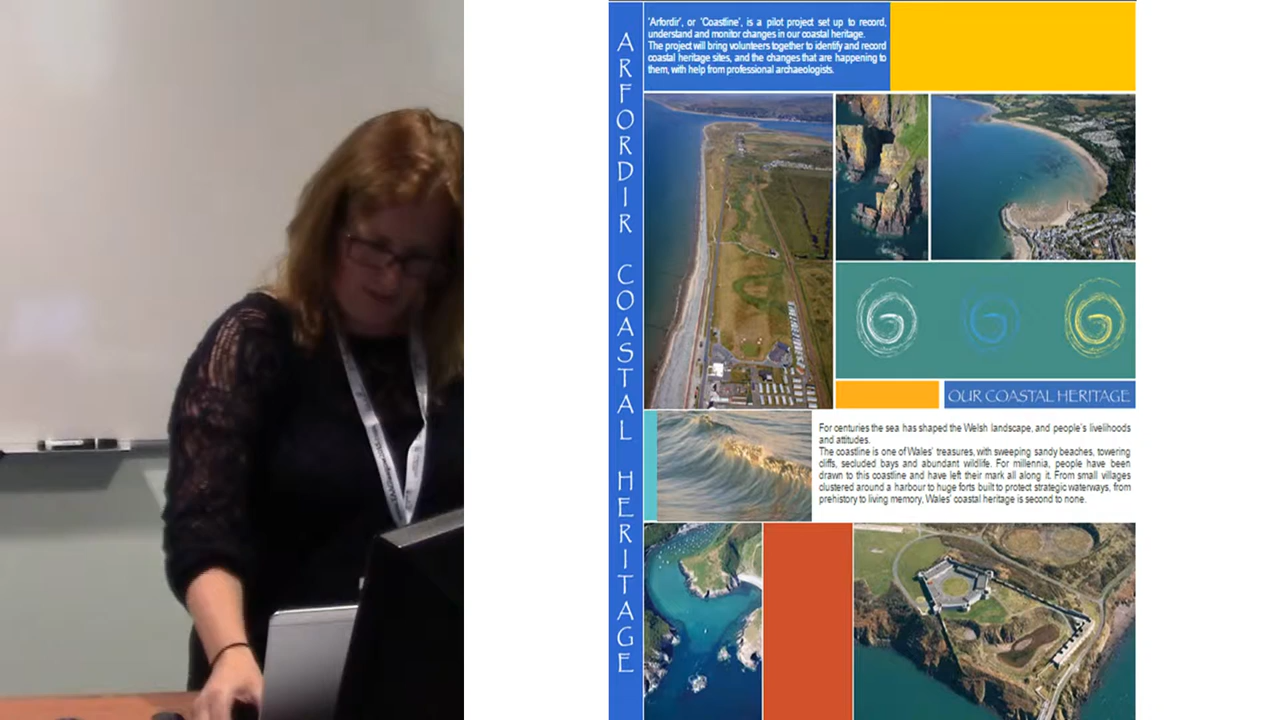 'Arfordir', or 'Coastline', is a pilot project set up to record,
understand and monitor changes in our coastal heritage.
The project will bring volunteers together to identify and record
coastal heritage sites, and the changes that are happening to
them, with help from professional archaeologists.
ARFORDIR COASTAL HERITAGE
OUR COASTAL HERITAGE
For centuries the sea has shaped the Welsh landscape, and people's livelihoods
and attitudes.
The coastline is one of Wales' treasures, with sweeping sandy beaches, towering
cliffs, secluded bays and abundant wildlife. For millennia, people have been
drawn to this coastline and have left their mark all along it. From small villages
clustered around a harbour to huge forts built to protect strategic waterways, from
prehistory to living memory, Wales' coastal heritage is second to none.